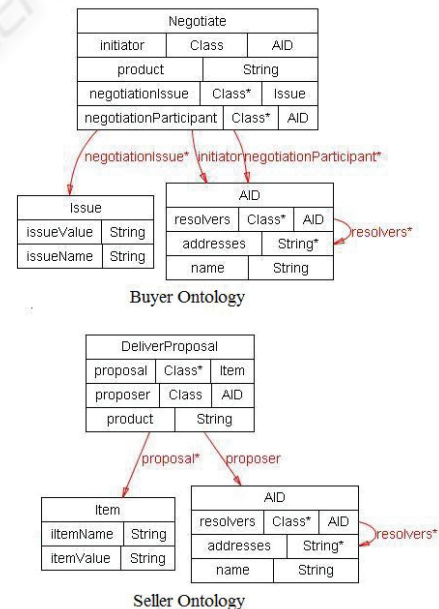 Negotiate
initiator Class AID
product String
negotiationIssue Class* Issue
negotiationParticipant Class* AID
negotiationIssue* initiator negotiationParticipant*
Issue
issueValue String
issueName String
AID
resolvers Class* AID
addresses String*
name String
resolvers*
Buyer Ontology
DeliverProposal
proposal Class* Item
proposer Class AID
product String
proposal* proposer
Item
iItemName String
itemValue String
AID
resolvers Class* AID
addresses String*
name String
resolvers*
Seller Ontology